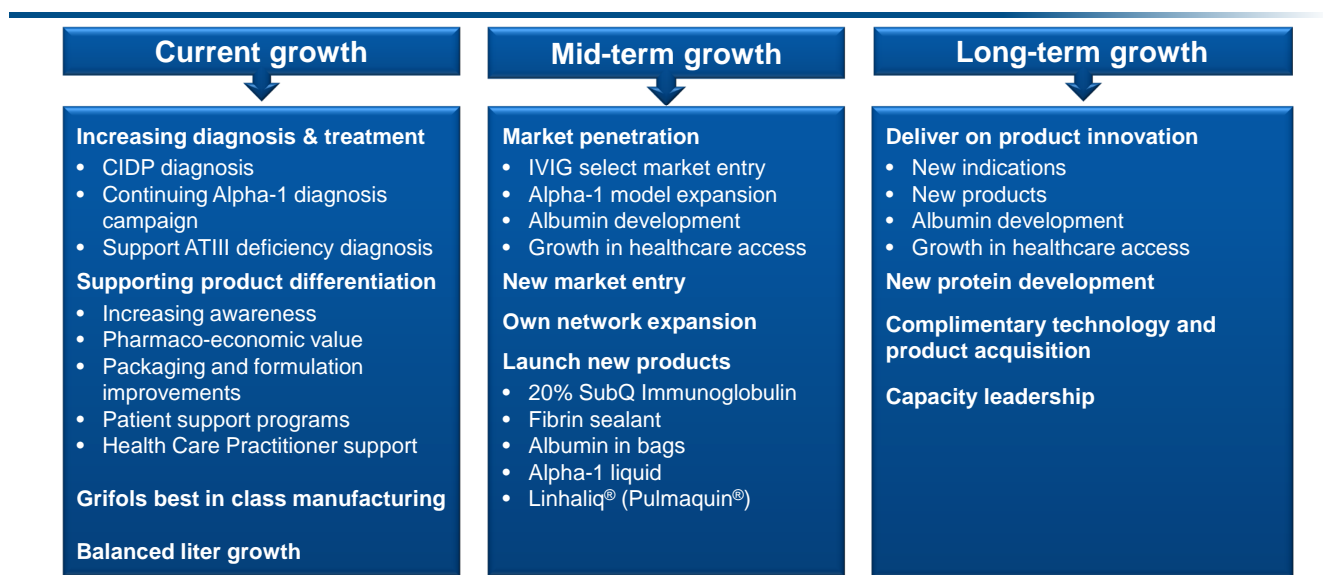 Current growth
Increasing diagnosis & treatment
• CIDP diagnosis
• Continuing Alpha-1 diagnosis
campaign
• Support ATIII deficiency diagnosis
Supporting product differentiation
• Increasing awareness
• Pharmaco-economic value
• Packaging and formulation
improvements
• Patient support programs
• Health Care Practitioner support
Grifols best in class manufacturing
Balanced liter growth
Mid-term growth
Market penetration
• IVIG select market entry
• Alpha-1 model expansion
• Albumin development
• Growth in healthcare access
New market entry
Own network expansion
Launch new products
• 20% SubQ Immunoglobulin
• Fibrin sealant
• Albumin in bags
• Alpha-1 liquid
• Linhaliq® (Pulmaquin®)
Long-term growth
Deliver on product innovation
• New indications
• New products
• Albumin development
• Growth in healthcare access
New protein development
Complimentary technology and
product acquisition
Capacity leadership